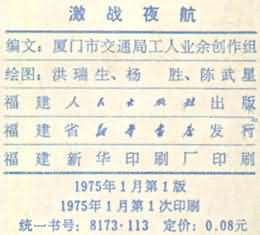 激战夜航
编文：厦门市交通局工人业余创作组
绘图：洪瑞生、杨　胜、陈武星
福建人民出版社出版
福建省新华书店发行
福建新华印刷厂印刷
1975年1月第1版
1975年1月第1次印刷
统一书号：8173·113　定价：0.08元